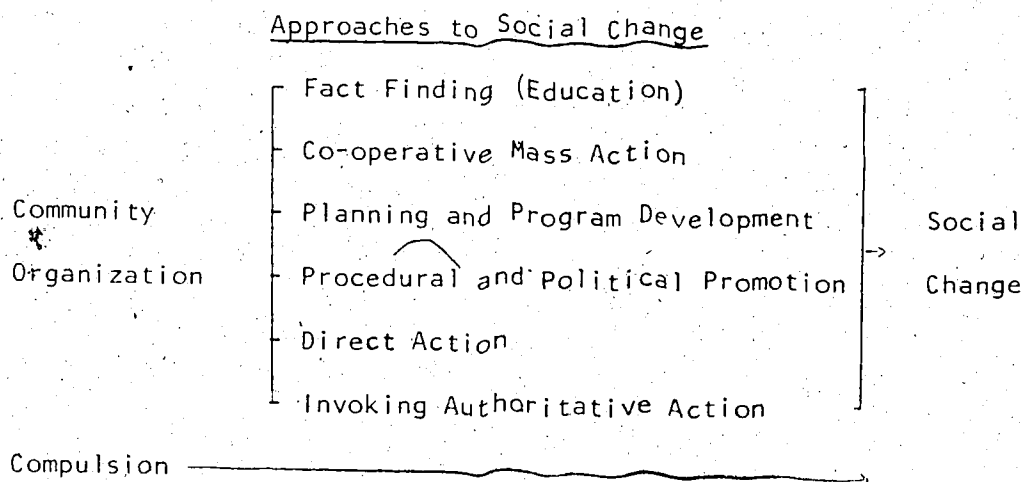 Approaches to Social Change
Fact Finding (Education)
Co-operative Mass Action
Community
Planning and Program Development
Social
Organization
Procedural and Political Promotion
Change
Direct Action
Invoking Authoritative Action
Compulsion